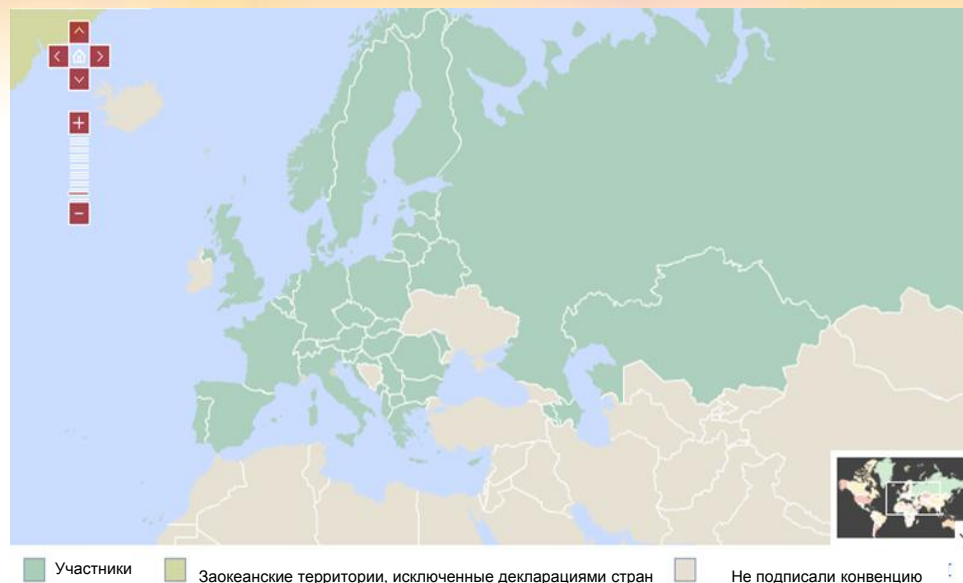 Участники
Заокеанские территории, исключенные декларациями стран
Не подписали конвенцию